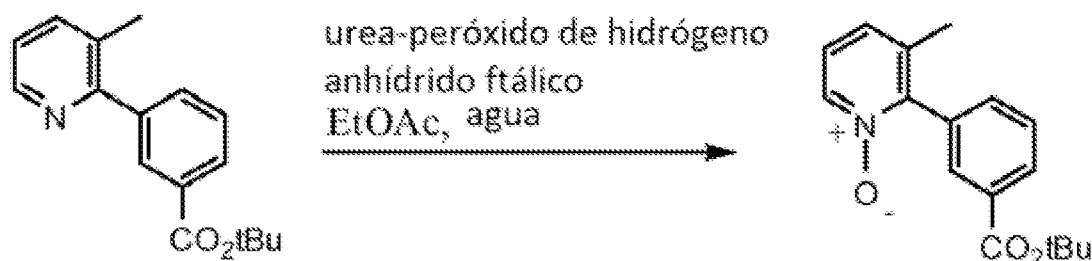 urea-peróxido de hidrógeno
anhídrido ftálico
EtOAc, agua
N
CO₂tBu
N
+
O
-
CO₂tBu